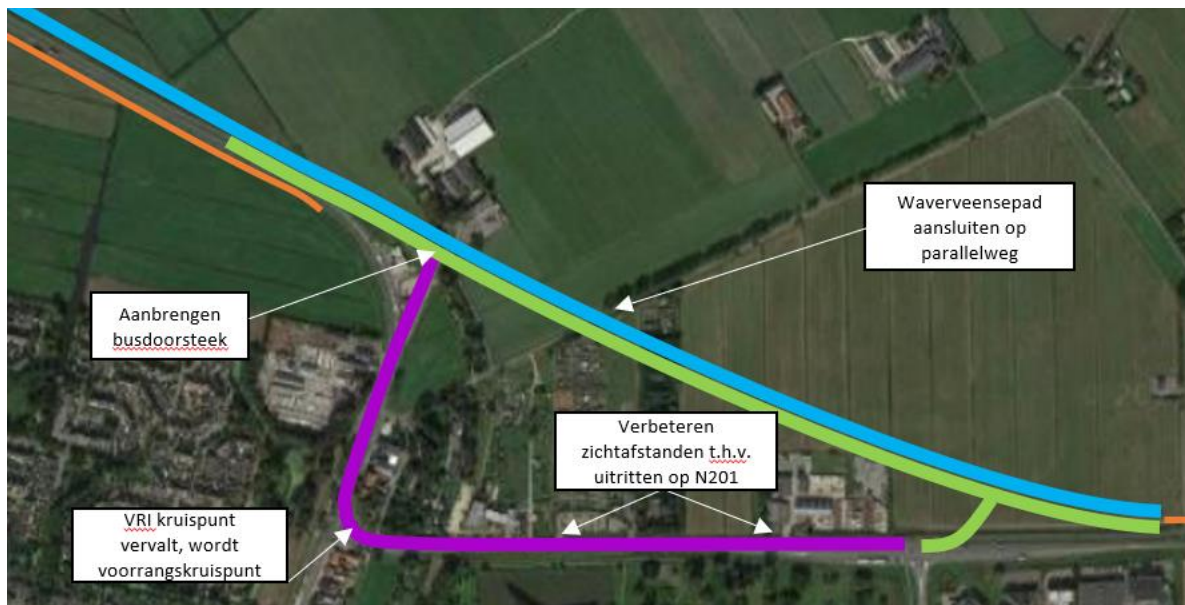 Waverveensepad
aansluiten op
parallelweg
Aanbrengen
busdoorsteek
Verbeteren
zichtafstanden t.h.v.
uitritten op N201
VRI kruispunt
vervalt, wordt
voorrangskruispunt